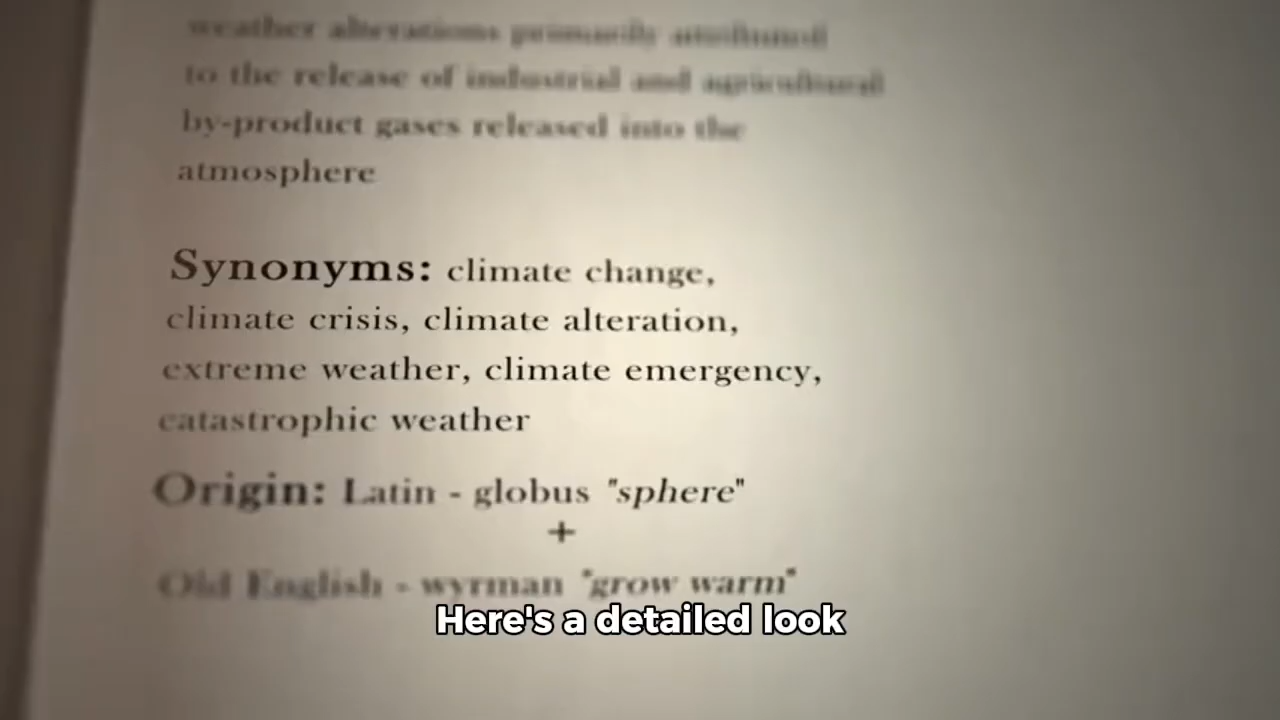 weather alterations primarily attributed
to the release of industrial and agricultural
by-product gases released into the
atmosphere
Synonyms: climate change,
climate crisis, climate alteration,
extreme weather, climate emergency,
catastrophic weather
Origin: Latin - globus "sphere"
+
Old English - wyrman "grow warm"
Here's a detailed look